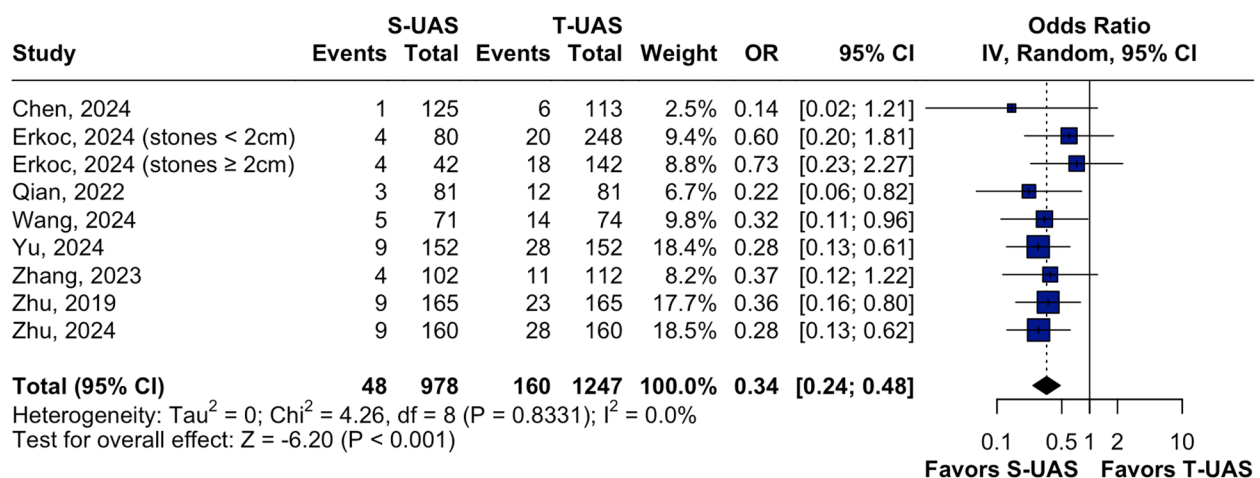 S-UAS T-UAS Odds Ratio
Study Events Total Events Total Weight OR 95% CI IV, Random, 95% CI
Chen, 2024 1 125 6 113 2.5% 0.14 [0.02; 1.21]
Erkoc, 2024 (stones < 2cm) 4 80 20 248 9.4% 0.60 [0.20; 1.81]
Erkoc, 2024 (stones ≥ 2cm) 4 42 18 142 8.8% 0.73 [0.23; 2.27]
Qian, 2022 3 81 12 81 6.7% 0.22 [0.06; 0.82]
Wang, 2024 5 71 14 74 9.8% 0.32 [0.11; 0.96]
Yu, 2024 9 152 28 152 18.4% 0.28 [0.13; 0.61]
Zhang, 2023 4 102 11 112 8.2% 0.37 [0.12; 1.22]
Zhu, 2019 9 165 23 165 17.7% 0.36 [0.16; 0.80]
Zhu, 2024 9 160 28 160 18.5% 0.28 [0.13; 0.62]
Total (95% CI) 48 978 160 1247 100.0% 0.34 [0.24; 0.48]
Heterogeneity: Tau² = 0; Chi² = 4.26, df = 8 (P = 0.8331); I² = 0.0%
Test for overall effect: Z = -6.20 (P < 0.001)
0.1 0.5 1 2 10
Favors S-UAS Favors T-UAS